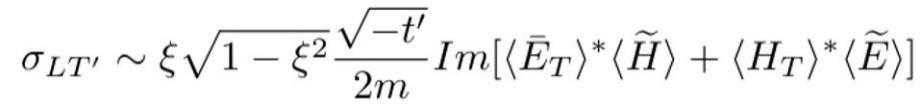 σ_{LT'} ∼ ξ√(1 − ξ²) (√(−t') / 2m) Im[⟨Ē_T⟩*⟨H̃⟩ + ⟨H_T⟩*⟨Ẽ⟩]